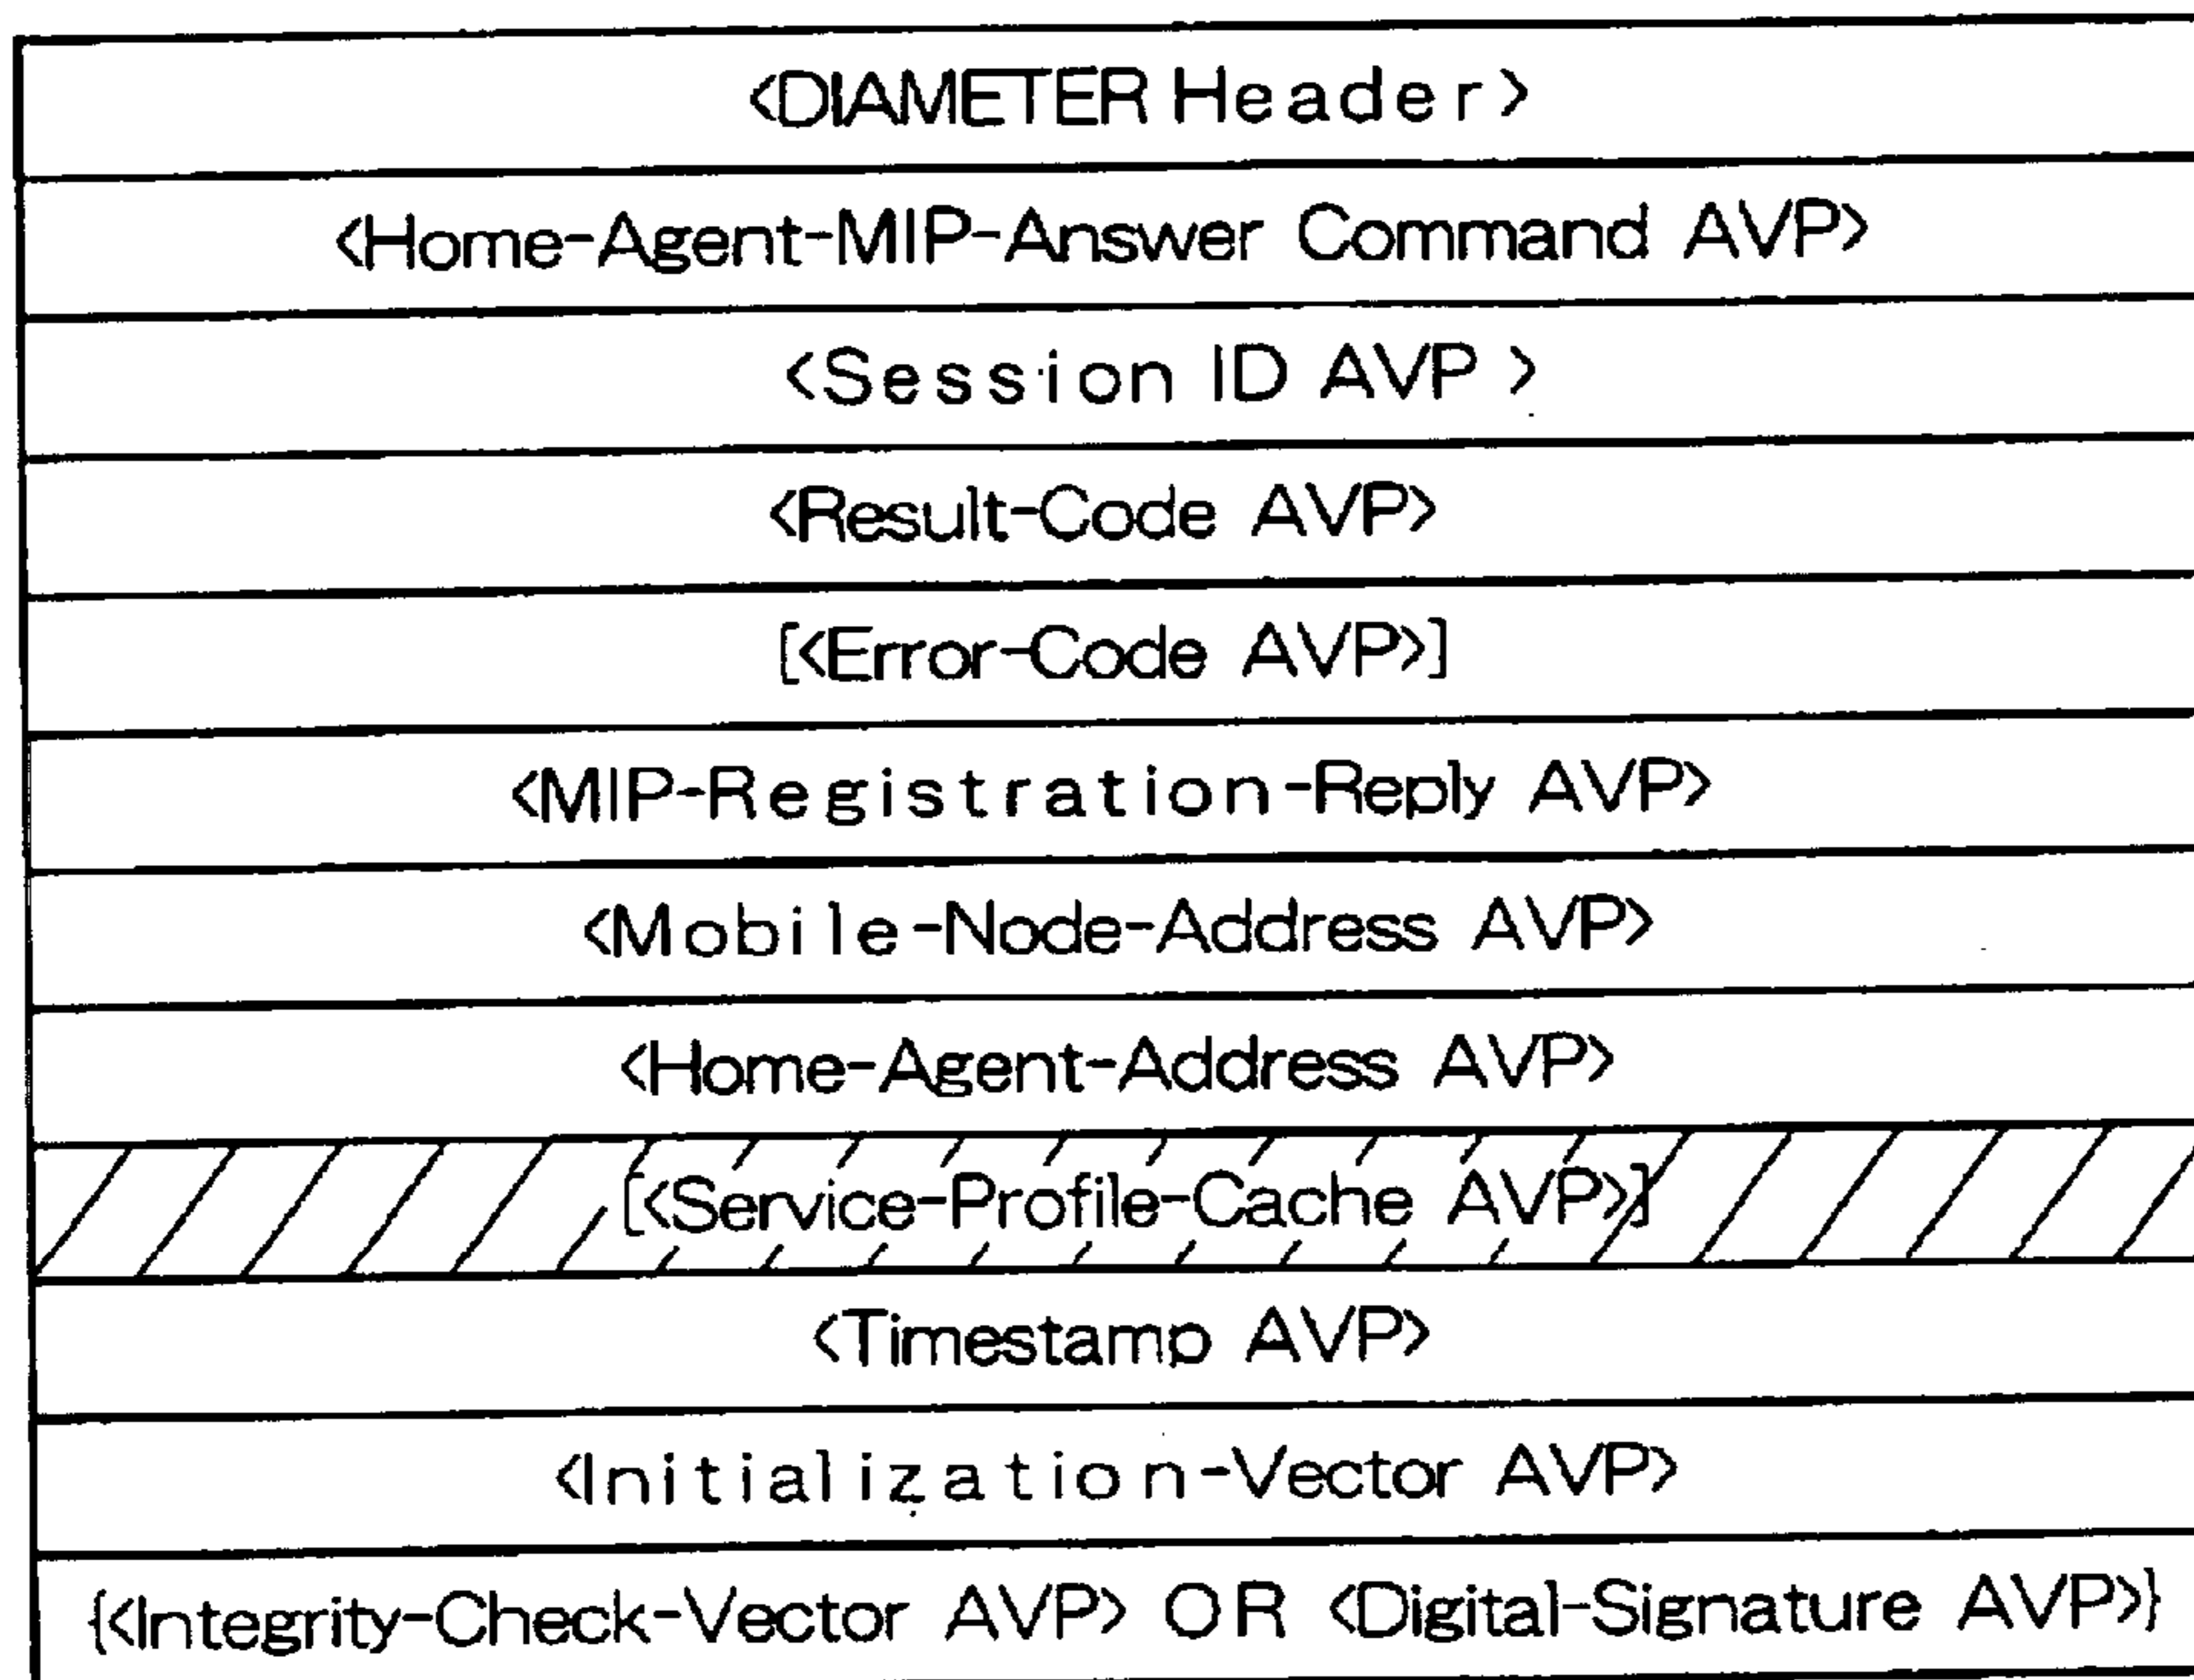 <DIAMETER Header>
<Home-Agent-MIP-Answer Command AVP>
<Session ID AVP >
<Result-Code AVP>
[<Error-Code AVP>]
<MIP-Registration-Reply AVP>
<Mobile-Node-Address AVP>
<Home-Agent-Address AVP>
[<Service-Profile-Cache AVP>]
<Timestamp AVP>
<Initialization-Vector AVP>
{<Integrity-Check-Vector AVP> OR <Digital-Signature AVP>}